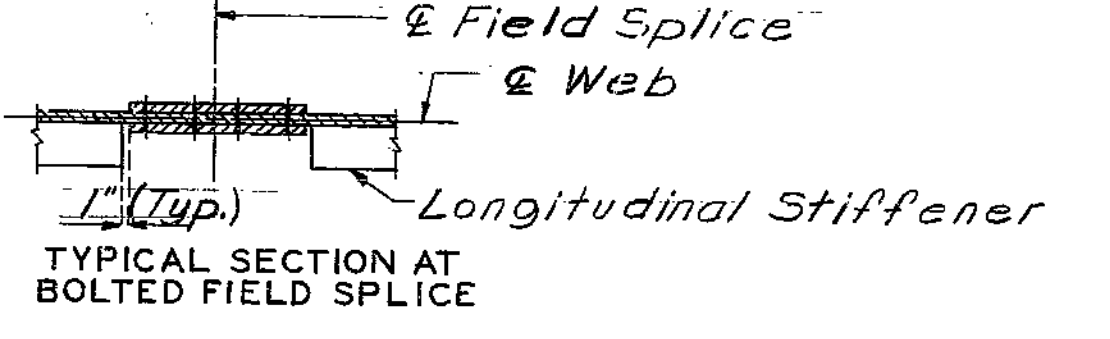 ℄ Field Splice
℄ Web
1" (Typ.)
Longitudinal Stiffener
TYPICAL SECTION AT
BOLTED FIELD SPLICE